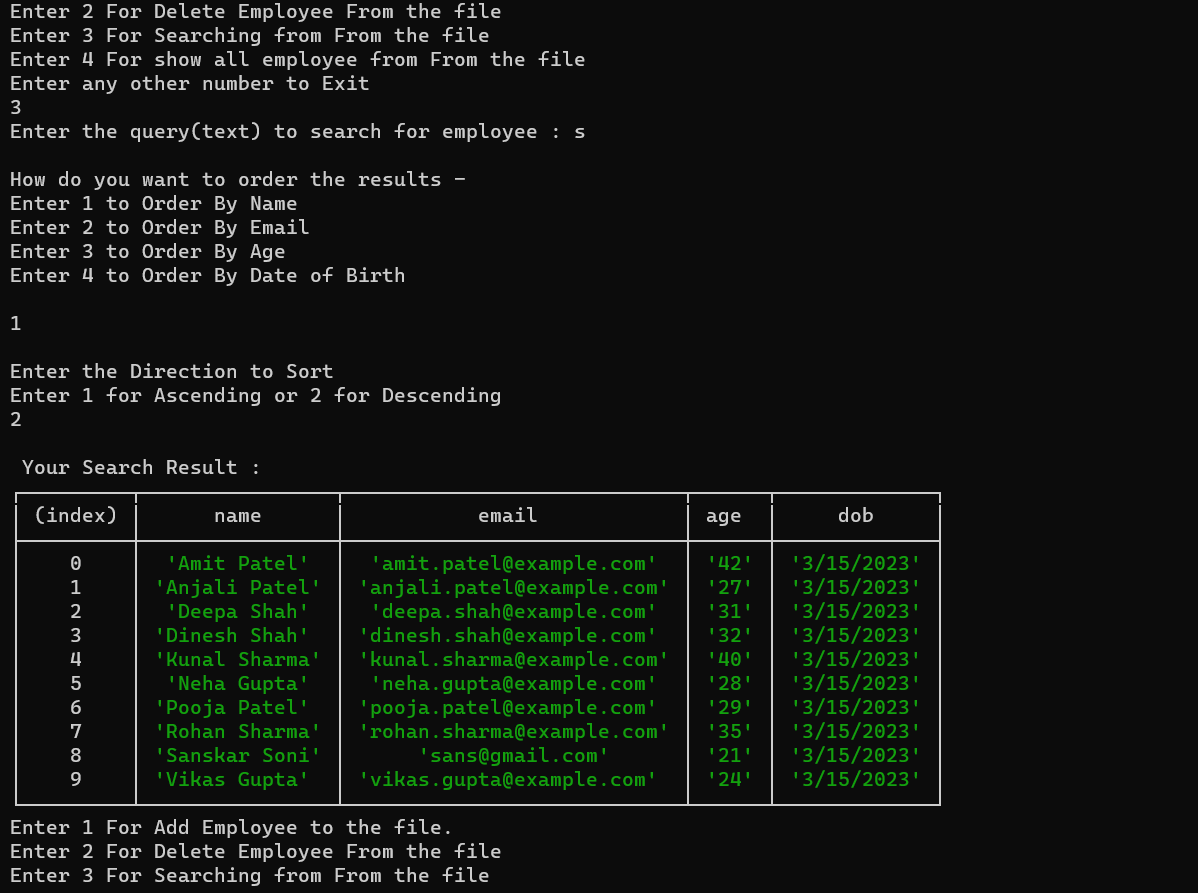 Enter 2 For Delete Employee From the file
Enter 3 For Searching from From the file
Enter 4 For show all employee from From the file
Enter any other number to Exit
3
Enter the query(text) to search for employee : s
How do you want to order the results -
Enter 1 to Order By Name
Enter 2 to Order By Email
Enter 3 to Order By Age
Enter 4 to Order By Date of Birth
1
Enter the Direction to Sort
Enter 1 for Ascending or 2 for Descending
2
Your Search Result :
(index) name email age dob
0 'Amit Patel' 'amit.patel@example.com' '42' '3/15/2023'
1 'Anjali Patel' 'anjali.patel@example.com' '27' '3/15/2023'
2 'Deepa Shah' 'deepa.shah@example.com' '31' '3/15/2023'
3 'Dinesh Shah' 'dinesh.shah@example.com' '32' '3/15/2023'
4 'Kunal Sharma' 'kunal.sharma@example.com' '40' '3/15/2023'
5 'Neha Gupta' 'neha.gupta@example.com' '28' '3/15/2023'
6 'Pooja Patel' 'pooja.patel@example.com' '29' '3/15/2023'
7 'Rohan Sharma' 'rohan.sharma@example.com' '35' '3/15/2023'
8 'Sanskar Soni' 'sans@gmail.com' '21' '3/15/2023'
9 'Vikas Gupta' 'vikas.gupta@example.com' '24' '3/15/2023'
Enter 1 For Add Employee to the file.
Enter 2 For Delete Employee From the file
Enter 3 For Searching from From the file